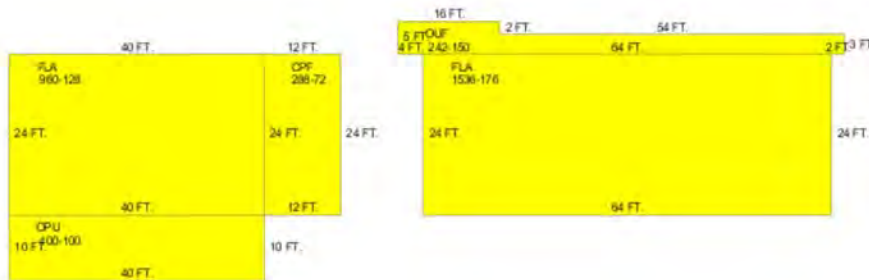 16 FT.
5 FT.
OUF
2 FT.
54 FT.
3 FT
4 FT.
242-150
64 FT.
2 FT.
40 FT.
12 FT.
FLA
960-128
CPF
288-72
FLA
1536-176
24 FT.
24 FT.
24 FT.
24 FT.
24 FT.
40 FT.
12 FT.
64 FT.
OPU
400-100
10 FT.
10 FT.
40 FT.